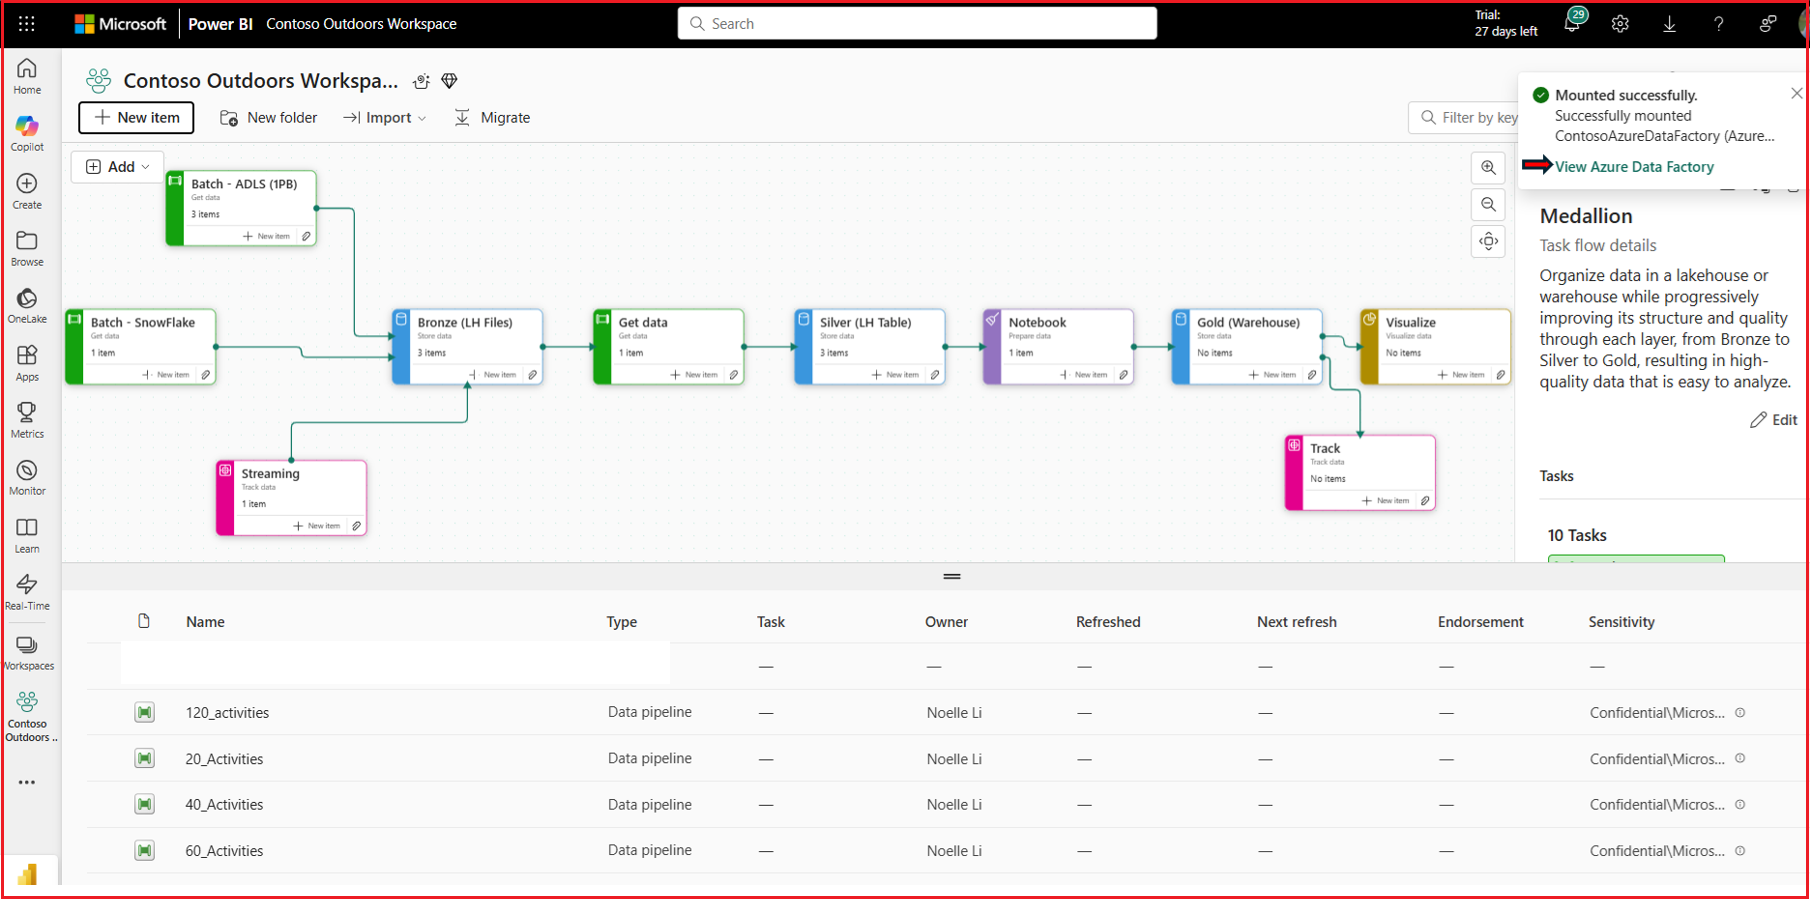 Microsoft Power BI Contoso Outdoors Workspace
Search
Trial:
27 days left
29
Home
Copilot
Create
Browse
OneLake
Apps
Metrics
Monitor
Learn
Real-Time
Workspaces
Contoso
Outdoors ..
Contoso Outdoors Workspa...
New item
New folder
Import
Migrate
Filter by key
Mounted successfully.
Successfully mounted
ContosoAzureDataFactory (Azure...
View Azure Data Factory
Add
Batch - ADLS (1PB)
Get data
3 items
New item
Batch - SnowFlake
Get data
1 item
New item
Bronze (LH Files)
Store data
3 items
New item
Get data
Get data
1 item
New item
Silver (LH Table)
Store data
3 items
New item
Notebook
Prepare data
1 item
New item
Gold (Warehouse)
Store data
No items
New item
Visualize
Visualize data
No items
New item
Streaming
Track data
1 item
New item
Track
Track data
No items
New item
Medallion
Task flow details
Organize data in a lakehouse or
warehouse while progressively
improving its structure and quality
through each layer, from Bronze to
Silver to Gold, resulting in high-
quality data that is easy to analyze.
Edit
Tasks
10 Tasks
Name Type Task Owner Refreshed Next refresh Endorsement Sensitivity
— — — — — —
120_activities Data pipeline — Noelle Li — — — Confidential\Micros...
20_Activities Data pipeline — Noelle Li — — — Confidential\Micros...
40_Activities Data pipeline — Noelle Li — — — Confidential\Micros...
60_Activities Data pipeline — Noelle Li — — — Confidential\Micros...